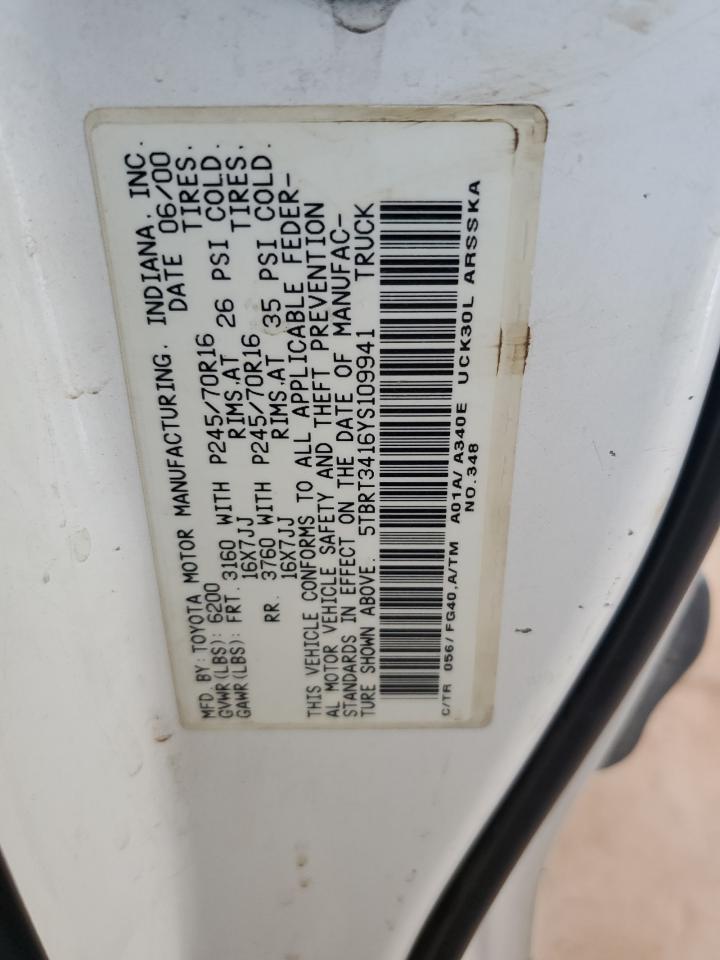 MFD. BY: TOYOTA MOTOR MANUFACTURING, INDIANA, INC.
GVWR(LBS): 6200 DATE 06/00
GAWR(LBS): FRT. 3160 WITH P245/70R16 TIRES,
16X7JJ RIMS,AT 26 PSI COLD.
RR. 3760 WITH P245/70R16 TIRES,
16X7JJ RIMS,AT 35 PSI COLD.
THIS VEHICLE CONFORMS TO ALL APPLICABLE FEDER-
AL MOTOR VEHICLE SAFETY AND THEFT PREVENTION
STANDARDS IN EFFECT ON THE DATE OF MANUFAC-
TURE SHOWN ABOVE. 5TBRT3416YS109941 TRUCK
C/TR 056/FG40,A/TM A01A/A340E UCK30L ARSSKA
NO.348